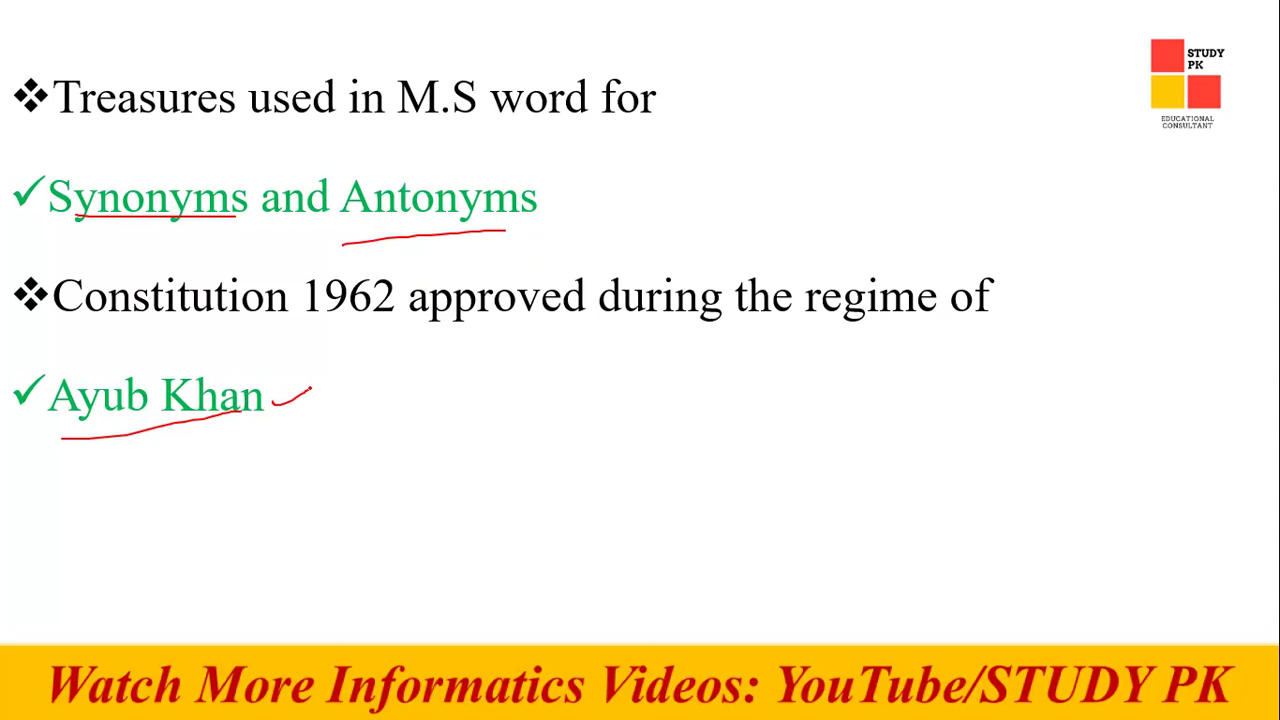 STUDY
PK
EDUCATIONAL
CONSULTANT
❖Treasures used in M.S word for
✓Synonyms and Antonyms
❖Constitution 1962 approved during the regime of
✓Ayub Khan
Watch More Informatics Videos: YouTube/STUDY PK